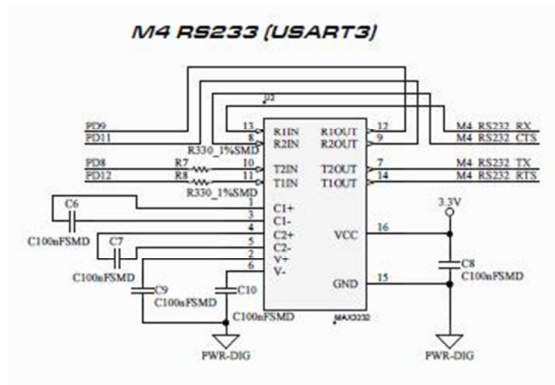 M4 RS233 (USART3)
U2
PD9 13 R1IN R1OUT 12 M4_RS232_RX
PD11 8 R2IN R2OUT 9 M4_RS232_CTS
R330_1%SMD
PD8 R7 10 T2IN T2OUT 7 M4_RS232_TX
PD12 R8 11 T1IN T1OUT 14 M4_RS232_RTS
R330_1%SMD
C6 1 C1+ 3.3V
3 C1-
C100nFSMD 4 C2+ VCC 16
C7 5 C2-
2 V+
C100nFSMD 6 V- C8
C9 C10 GND 15 C100nFSMD
C100nFSMD
C100nFSMD MAX3232
PWR-DIG PWR-DIG